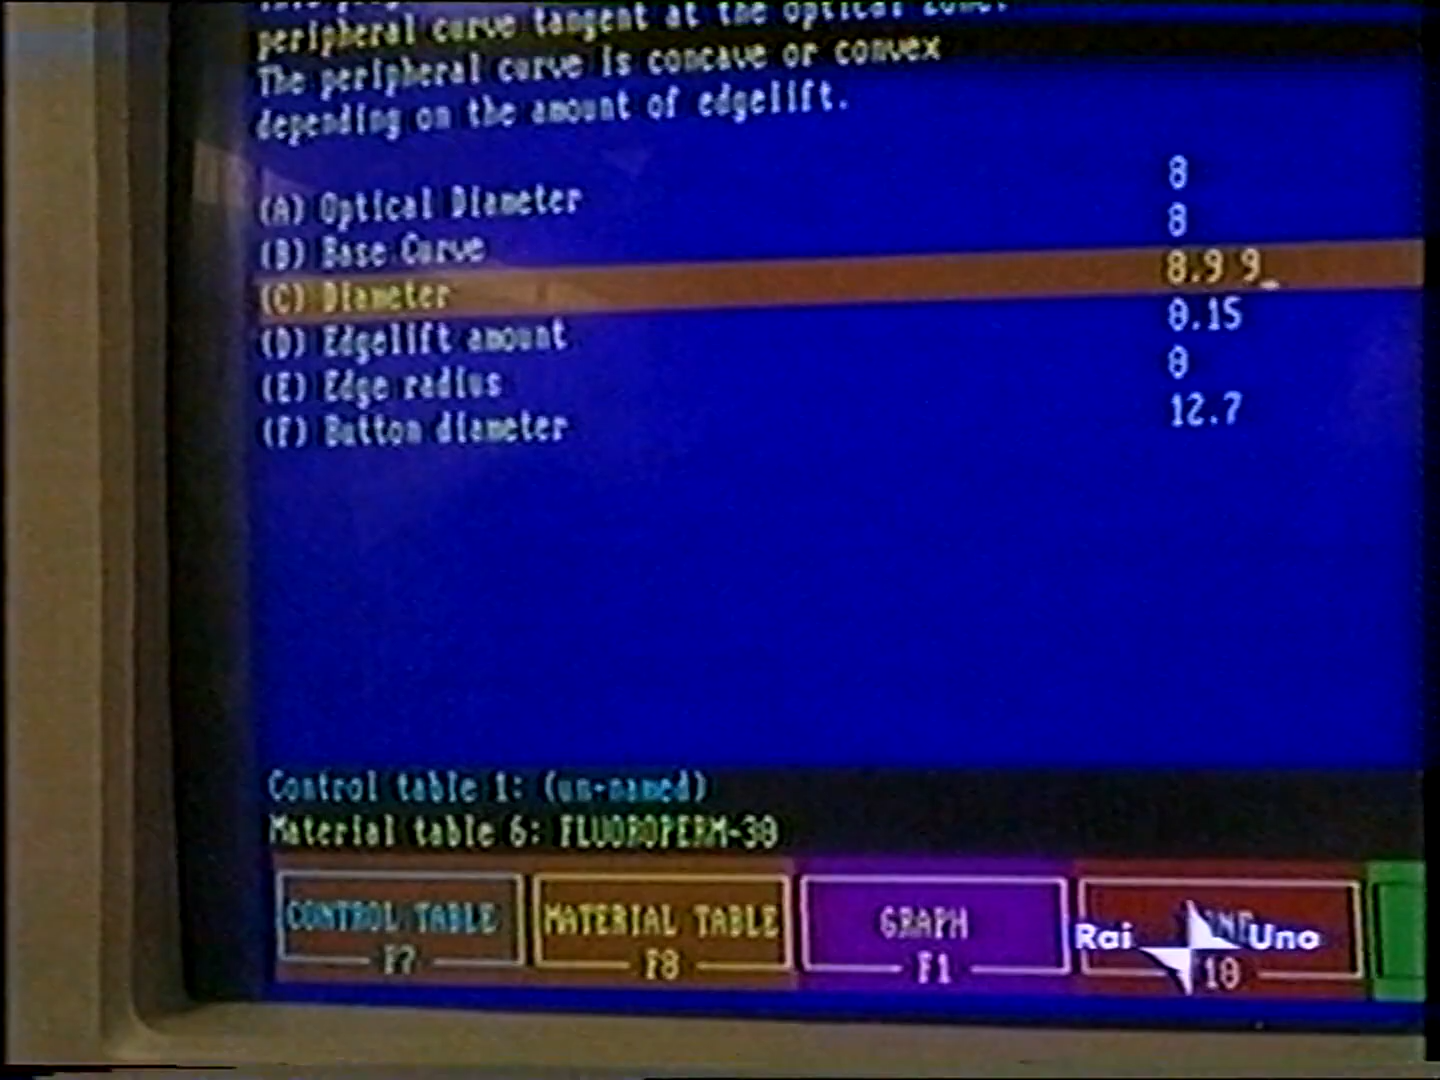 peripheral curve tangent at the optical zone.
The peripheral curve is concave or convex
depending on the amount of edgelift.
(A) Optical Diameter 8
(B) Base Curve 8
(C) Diameter 8.9 9_
(D) Edgelift amount 0.15
(E) Edge radius 0
(F) Button diameter 12.7
Control table 1: (un-named)
Material table 6: FLUOROPERM-30
CONTROL TABLE MATERIAL TABLE GRAPH
F7 F8 F1 10
Rai Uno